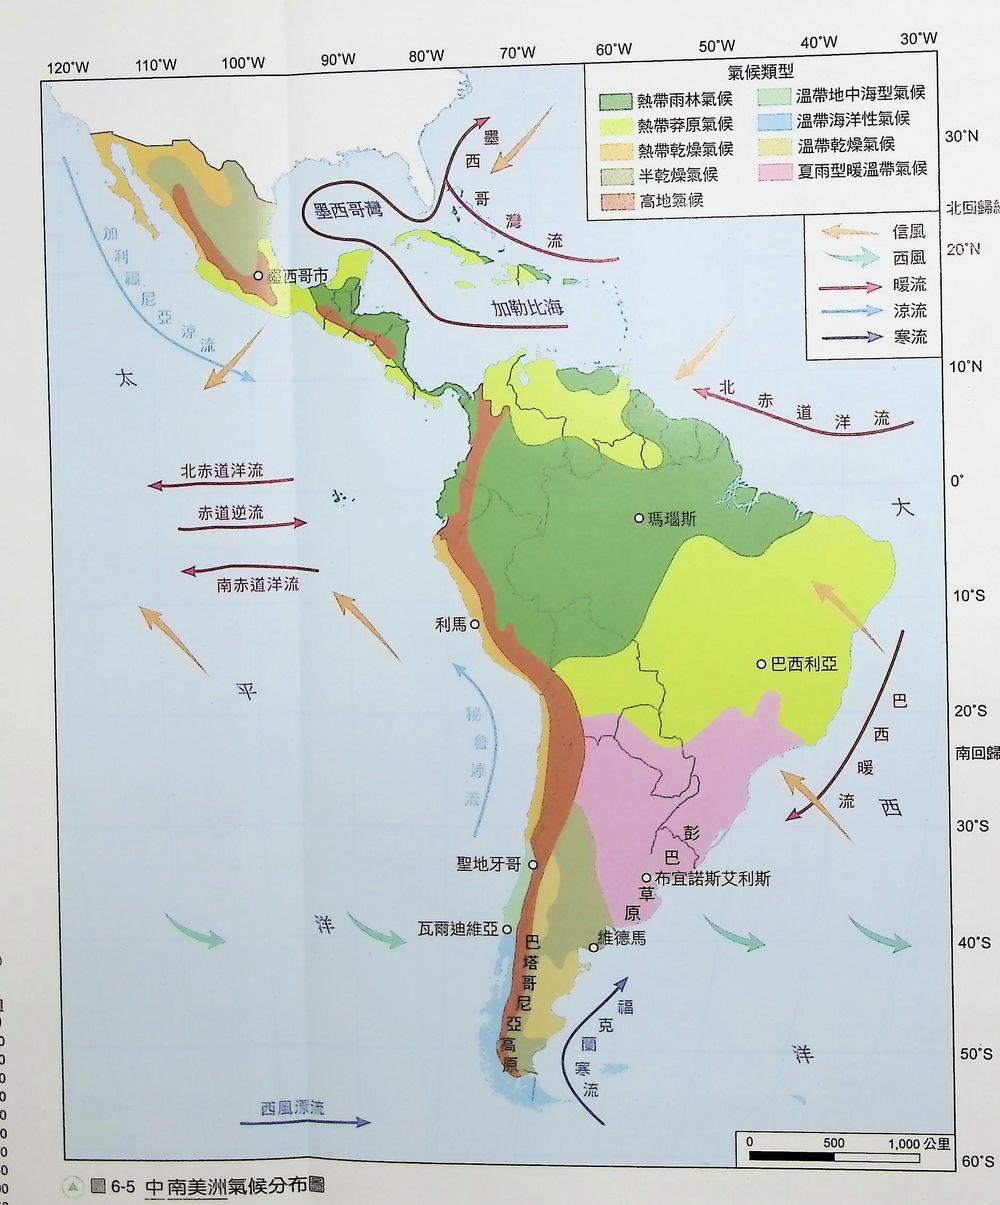 120°W 110°W 100°W 90°W 80°W 70°W 60°W 50°W 40°W 30°W
氣候類型
熱帶雨林氣候 溫帶地中海型氣候
熱帶莽原氣候 溫帶海洋性氣候
熱帶乾燥氣候 溫帶乾燥氣候
半乾燥氣候 夏雨型暖溫帶氣候
高地氣候
信風
西風
暖流
涼流
寒流
30°N
北回歸
20°N
10°N
0°
10°S
20°S
南回歸
30°S
40°S
50°S
60°S
墨西哥灣流
墨西哥灣
加勒比海
墨西哥市
加利福尼亞涼流
太平洋
北赤道洋流
大西洋
北赤道洋流
赤道逆流
南赤道洋流
瑪瑙斯
利馬
巴西利亞
秘魯涼流
巴西暖流
彭巴草原
聖地牙哥
布宜諾斯艾利斯
瓦爾迪維亞
維德馬
巴塔哥尼亞高原
福克蘭寒流
西風漂流
0 500 1,000 公里
圖 6-5 中南美洲氣候分布圖